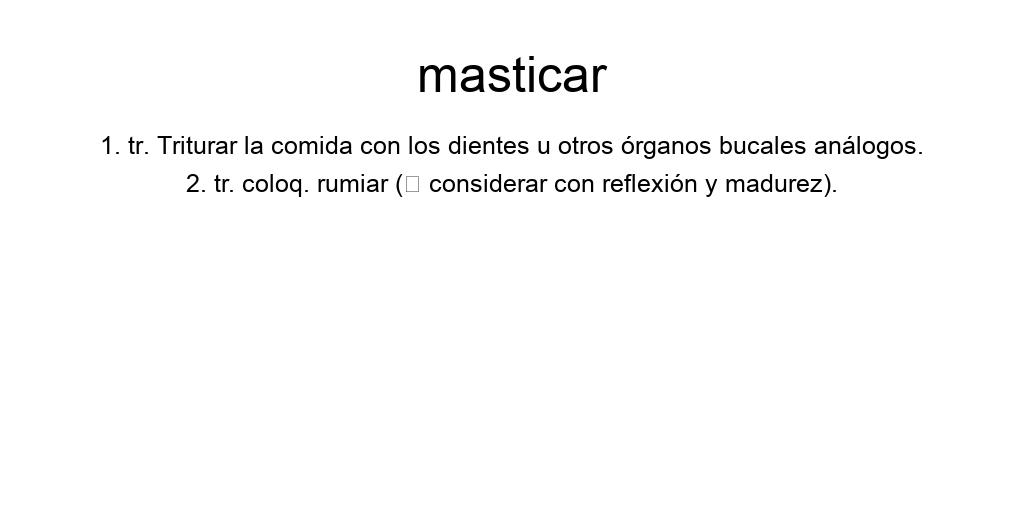 masticar
1. tr. Triturar la comida con los dientes u otros órganos bucales análogos.
2. tr. coloq. rumiar (□ considerar con reflexión y madurez).